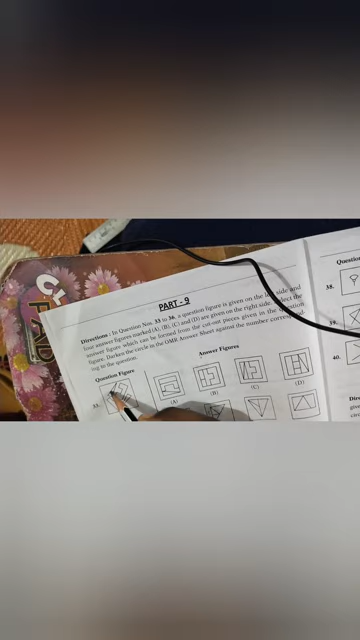 PART - 9
Directions : In Question Nos. 33 to 36, a question figure is given on the left side and
four answer figures marked (A), (B), (C) and (D) are given on the right side. Select the
answer figure which can be formed from the cut-out pieces given in the question
figure. Darken the circle in the OMR Answer Sheet against the number correspond-
ing to the question.
Question Figure
Answer Figures
33.
(A)
(B)
(C)
(D)
Question
38.
39.
40.